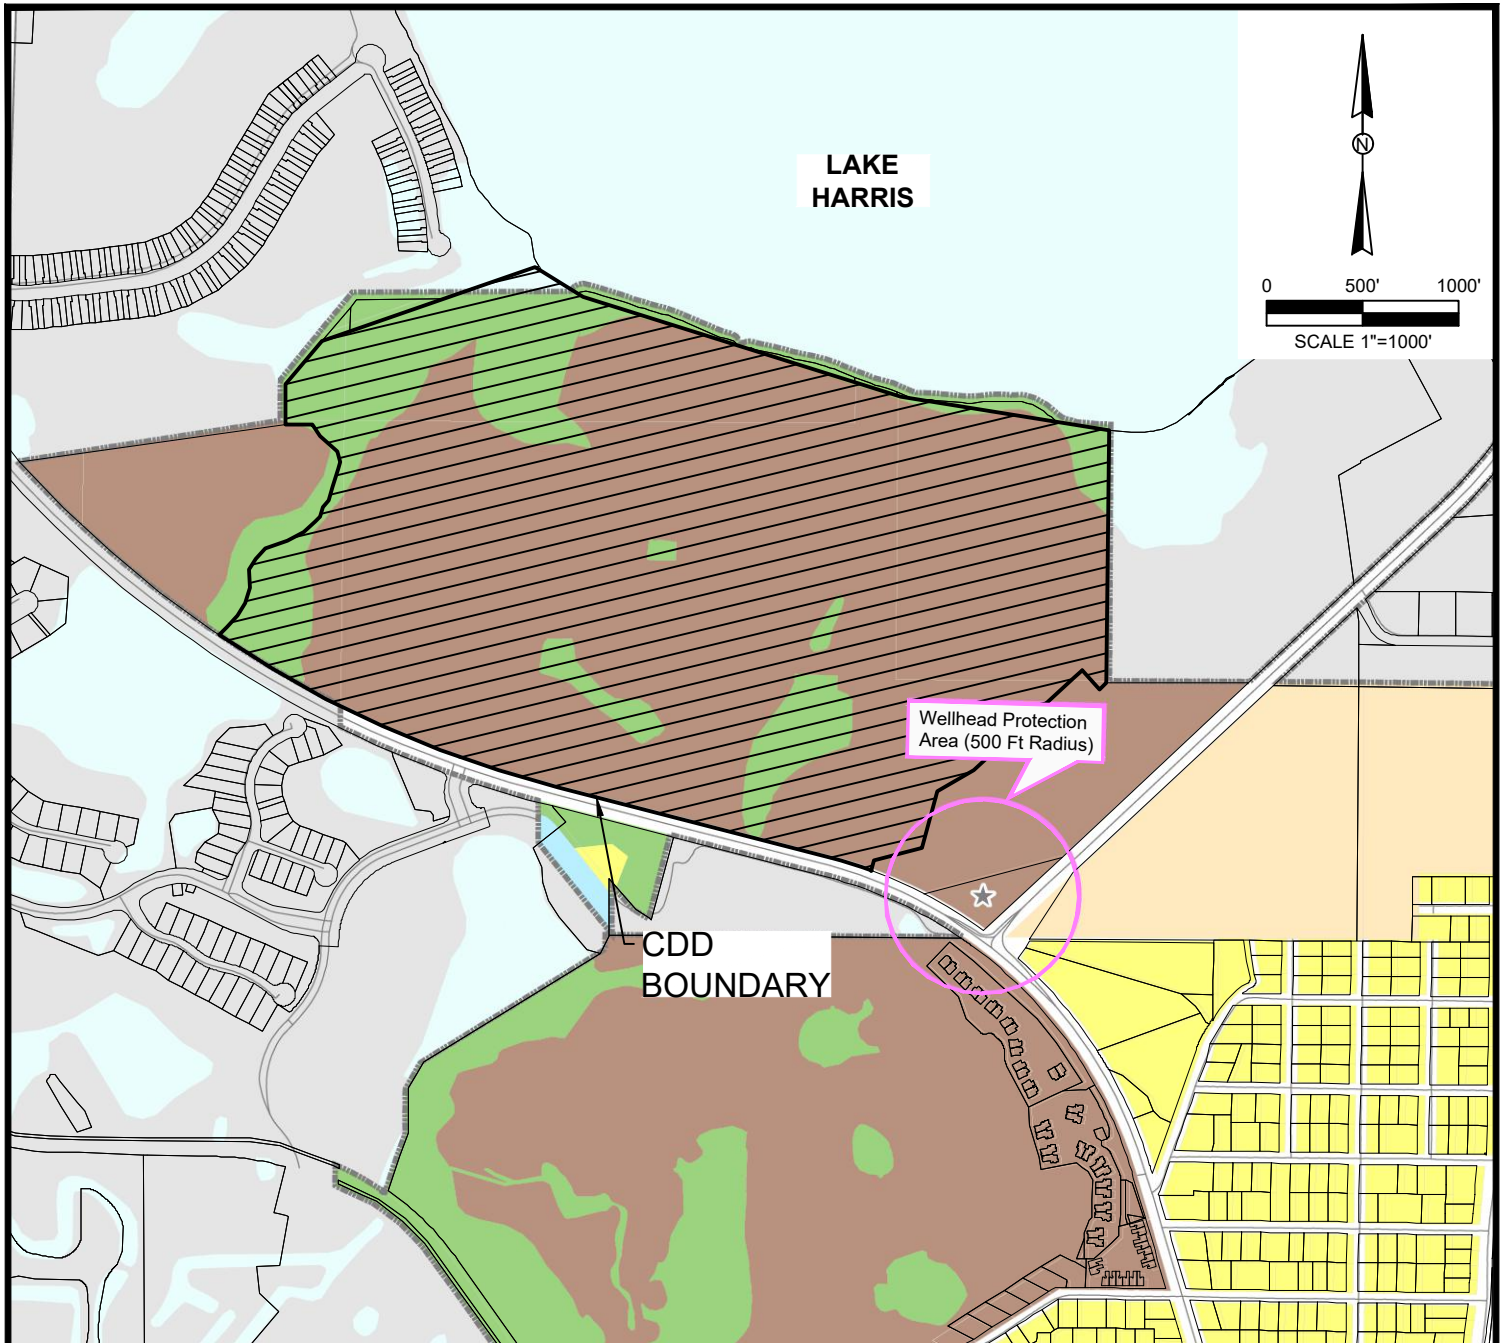 LAKE
HARRIS
N
0 500' 1000'
SCALE 1"=1000'
Wellhead Protection
Area (500 Ft Radius)
CDD
BOUNDARY